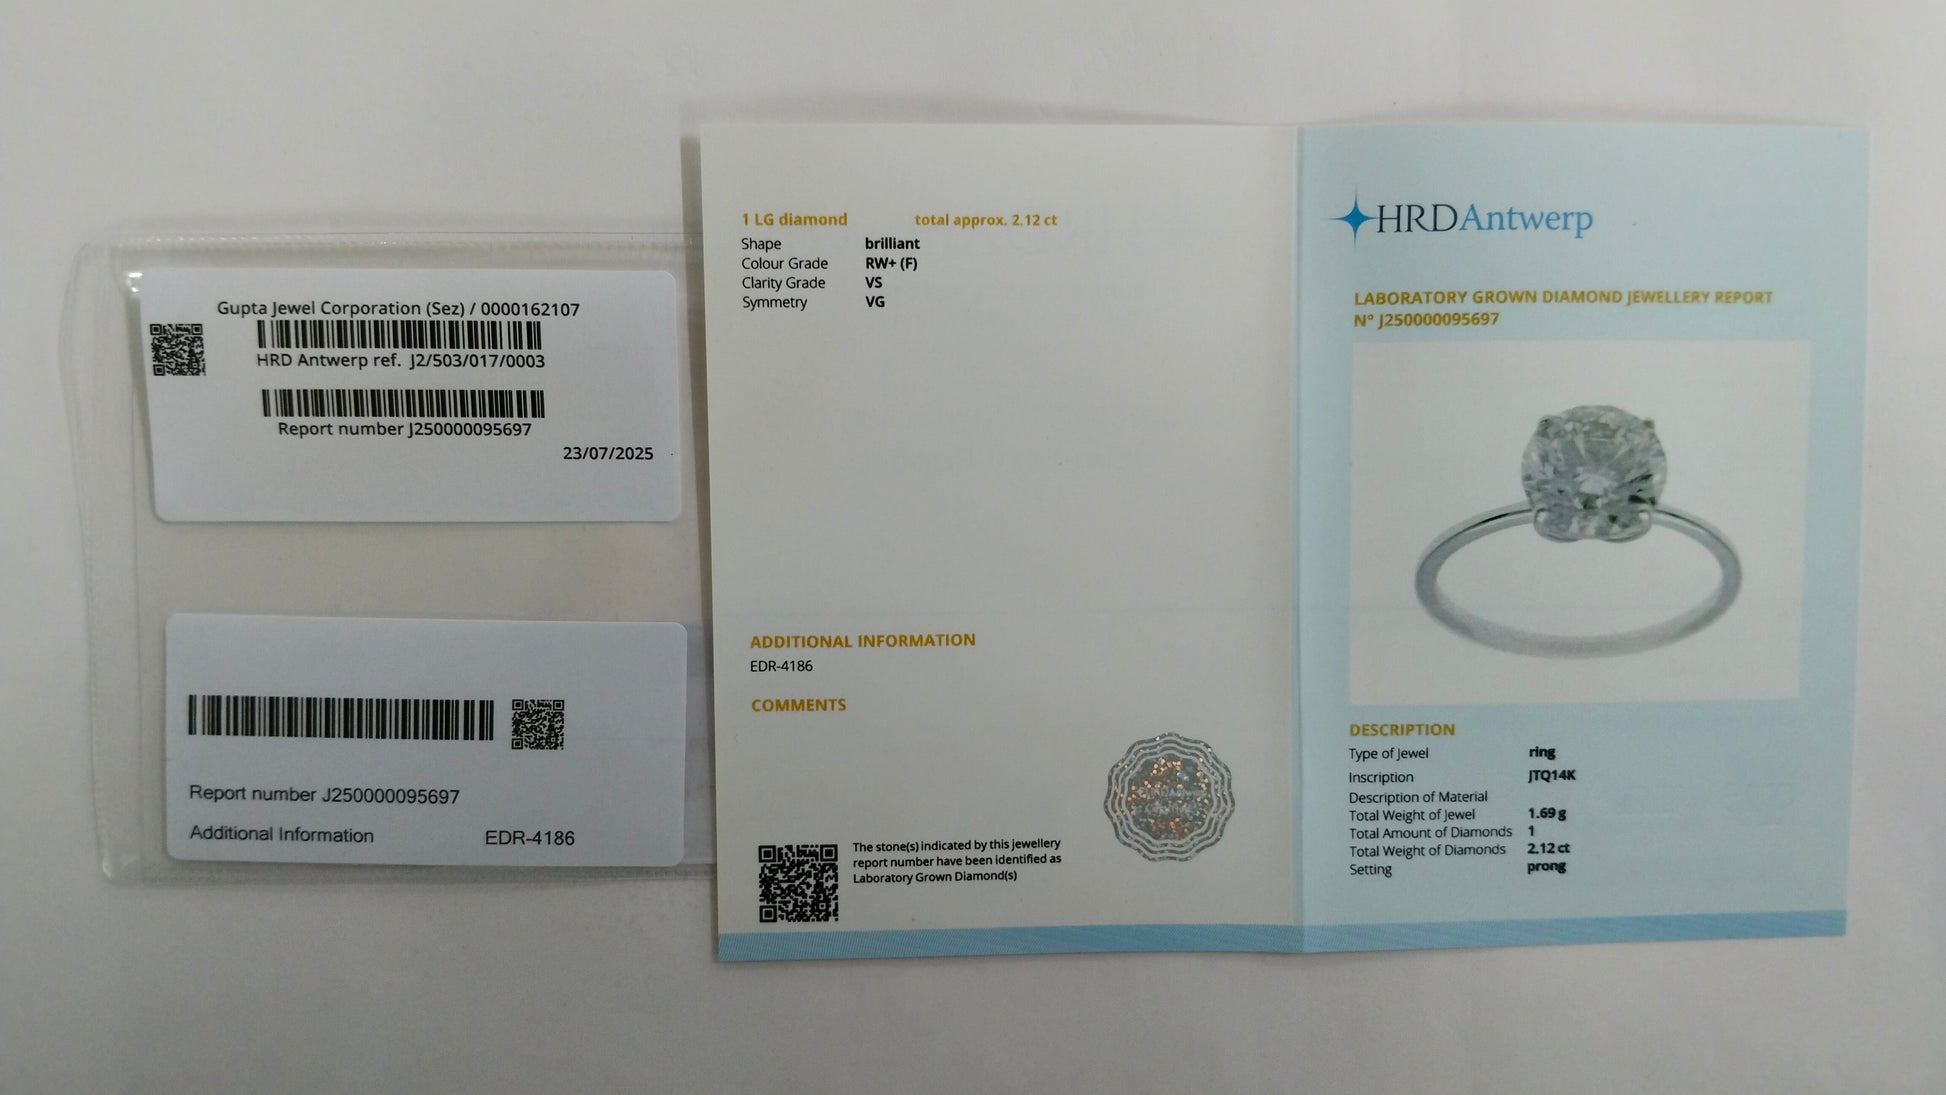 Gupta Jewel Corporation (Sez) / 0000162107
HRD Antwerp ref. J2/503/017/0003
Report number J250000095697
23/07/2025
Report number J250000095697
Additional Information EDR-4186
1 LG diamond total approx. 2.12 ct
Shape brilliant
Colour Grade RW+ (F)
Clarity Grade VS
Symmetry VG
ADDITIONAL INFORMATION
EDR-4186
COMMENTS
The stone(s) indicated by this jewellery
report number have been identified as
Laboratory Grown Diamond(s)
HRDAntwerp
LABORATORY GROWN DIAMOND JEWELLERY REPORT
N° J250000095697
DESCRIPTION
Type of Jewel ring
Inscription JTQ14K
Description of Material
Total Weight of Jewel 1.69 g
Total Amount of Diamonds 1
Total Weight of Diamonds 2.12 ct
Setting prong